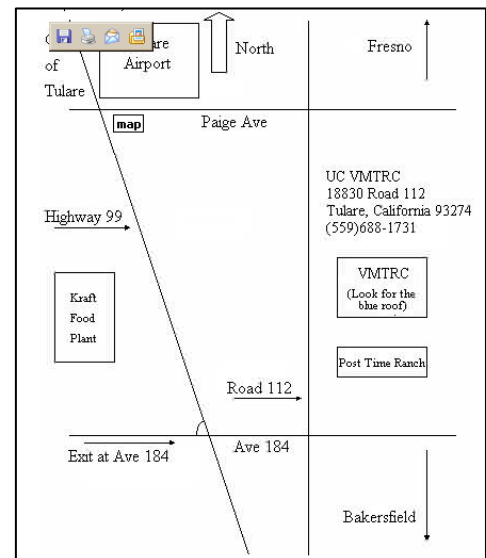 of
Tulare
Airport
North
Fresno
map
Paige Ave
UC VMTRC
18830 Road 112
Tulare, California 93274
(559)688-1731
Highway 99
VMTRC
(Look for the
blue roof)
Kraft
Food
Plant
Post Time Ranch
Road 112
Exit at Ave 184
Ave 184
Bakersfield